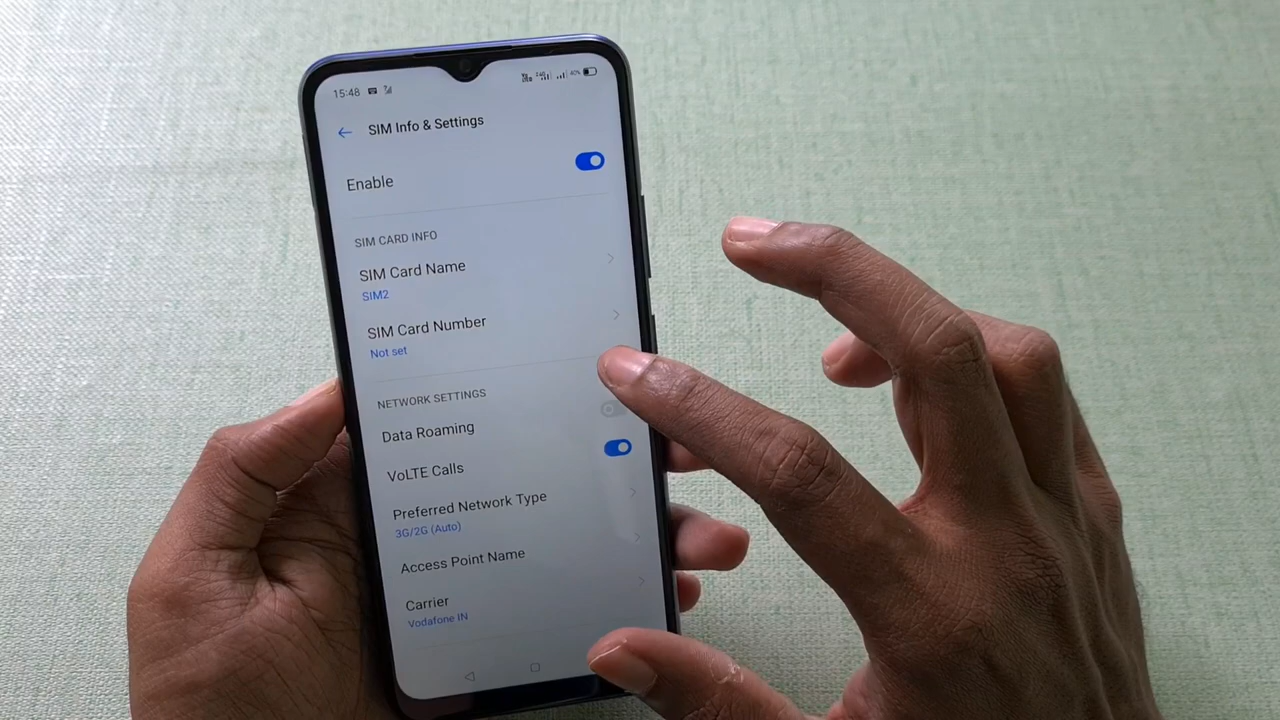 15:48
40%
SIM Info & Settings
Enable
SIM CARD INFO
SIM Card Name
SIM2
SIM Card Number
Not set
NETWORK SETTINGS
Data Roaming
VoLTE Calls
Preferred Network Type
3G/2G (Auto)
Access Point Name
Carrier
Vodafone IN